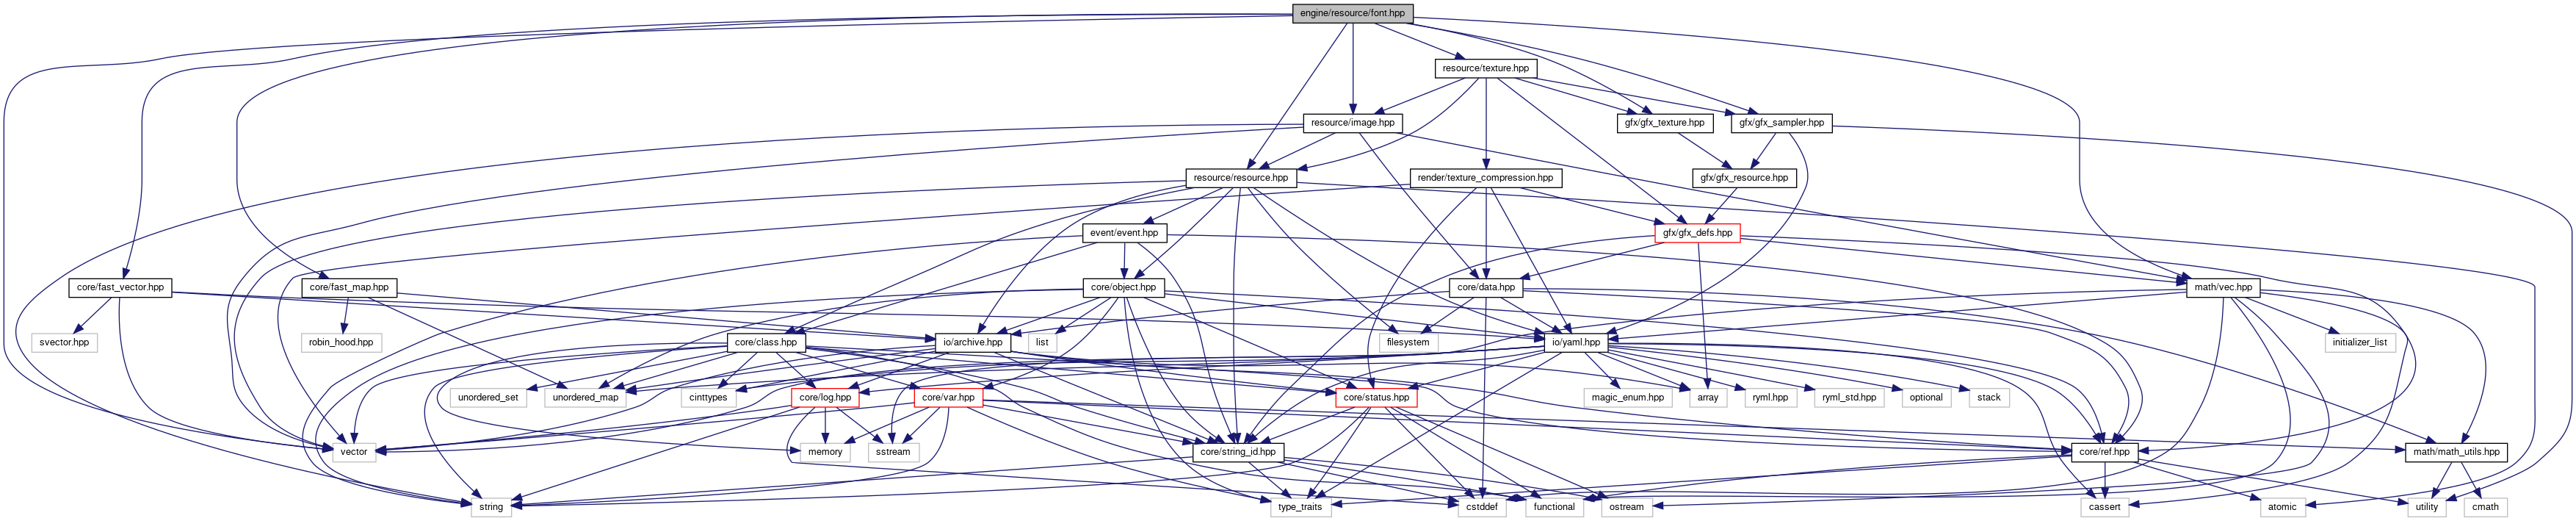 engine/resource/font.hpp
resource/texture.hpp
resource/image.hpp
gfx/gfx_texture.hpp
gfx/gfx_sampler.hpp
resource/resource.hpp
render/texture_compression.hpp
gfx/gfx_resource.hpp
event/event.hpp
gfx/gfx_defs.hpp
core/fast_vector.hpp
core/fast_map.hpp
core/object.hpp
core/data.hpp
math/vec.hpp
svector.hpp
robin_hood.hpp
core/class.hpp
io/archive.hpp
list
filesystem
io/yaml.hpp
initializer_list
unordered_set
unordered_map
cinttypes
core/log.hpp
core/var.hpp
core/status.hpp
magic_enum.hpp
array
ryml.hpp
ryml_std.hpp
optional
stack
vector
memory
sstream
core/string_id.hpp
core/ref.hpp
math/math_utils.hpp
string
type_traits
cstddef
functional
ostream
cassert
atomic
utility
cmath